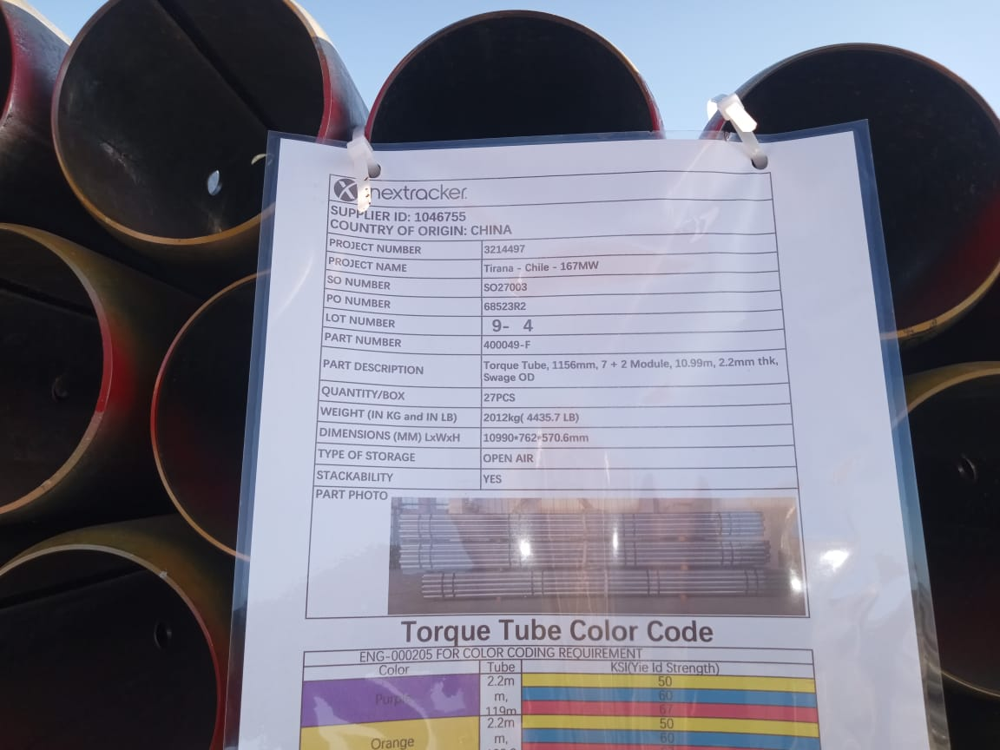 nextracker.
SUPPLIER ID: 1046755
COUNTRY OF ORIGIN: CHINA
PROJECT NUMBER 3214497
PROJECT NAME Tirana - Chile - 167MW
SO NUMBER SO27003
PO NUMBER 68523R2
LOT NUMBER 9- 4
PART NUMBER 400049-F
PART DESCRIPTION Torque Tube, 1156mm, 7 + 2 Module, 10.99m, 2.2mm thk,
Swage OD
QUANTITY/BOX 27PCS
WEIGHT (IN KG and IN LB) 2012kg( 4435.7 LB)
DIMENSIONS (MM) LxWxH 10990*762*570.6mm
TYPE OF STORAGE OPEN AIR
STACKABILITY YES
PART PHOTO
Torque Tube Color Code
ENG-000205 FOR COLOR CODING REQUIREMENT
Color Tube KSI(Yie ld Strength)
Purple 2.2m 50
m, 60
119m 67
Orange 2.2m 50
m, 60